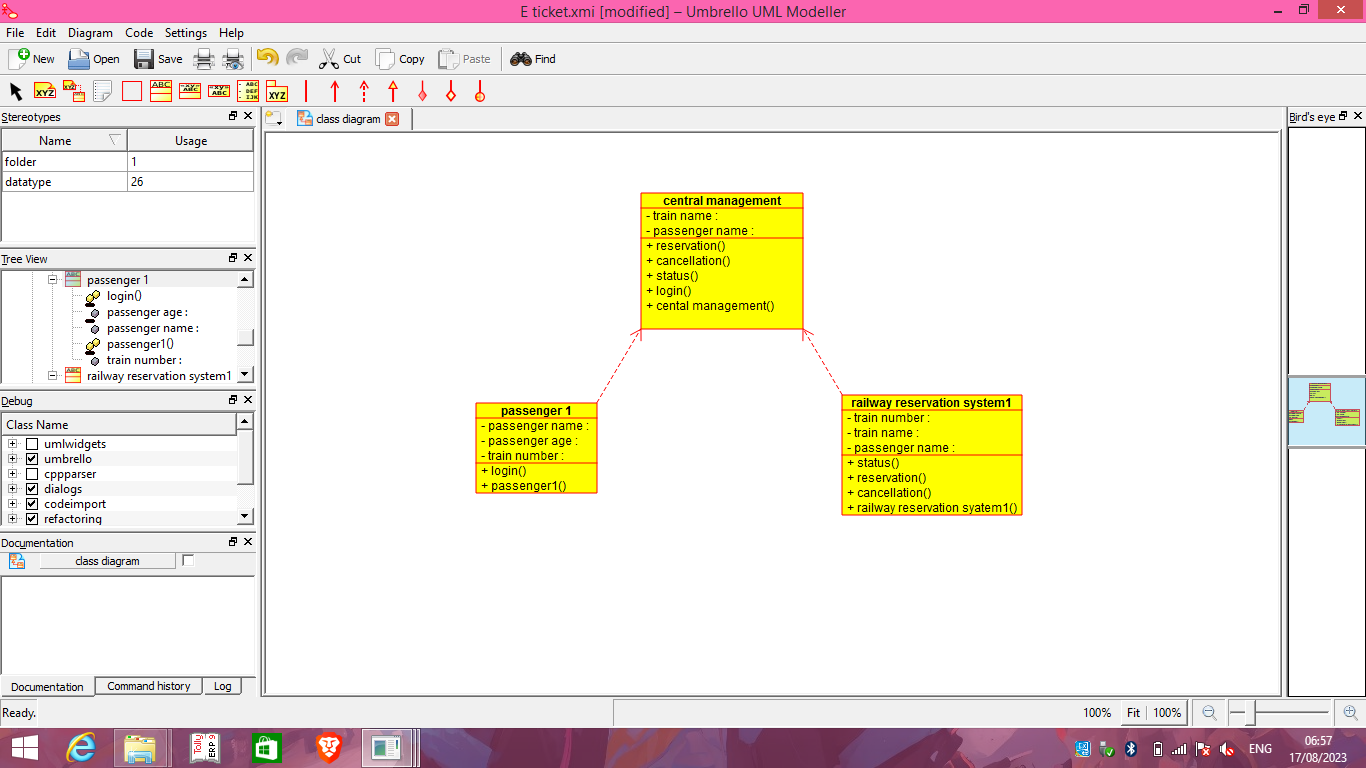 E ticket.xmi [modified] – Umbrello UML Modeller
File Edit Diagram Code Settings Help
New Open Save Cut Copy Paste Find
XYZ ABC XYZ
Stereotypes
Name Usage
folder 1
datatype 26
Tree View
passenger 1
login()
passenger age :
passenger name :
passenger1()
train number :
railway reservation system1
Debug
Class Name
umlwidgets
umbrello
cppparser
dialogs
codeimport
refactoring
Documentation
class diagram
Documentation Command history Log
Ready.
class diagram
central management
- train name :
- passenger name :
+ reservation()
+ cancellation()
+ status()
+ login()
+ cental management()
passenger 1
- passenger name :
- passenger age :
- train number :
+ login()
+ passenger1()
railway reservation system1
- train number :
- train name :
- passenger name :
+ status()
+ reservation()
+ cancellation()
+ railway reservation syatem1()
Bird's eye
100% Fit 100%
ENG
06:57
17/08/2023